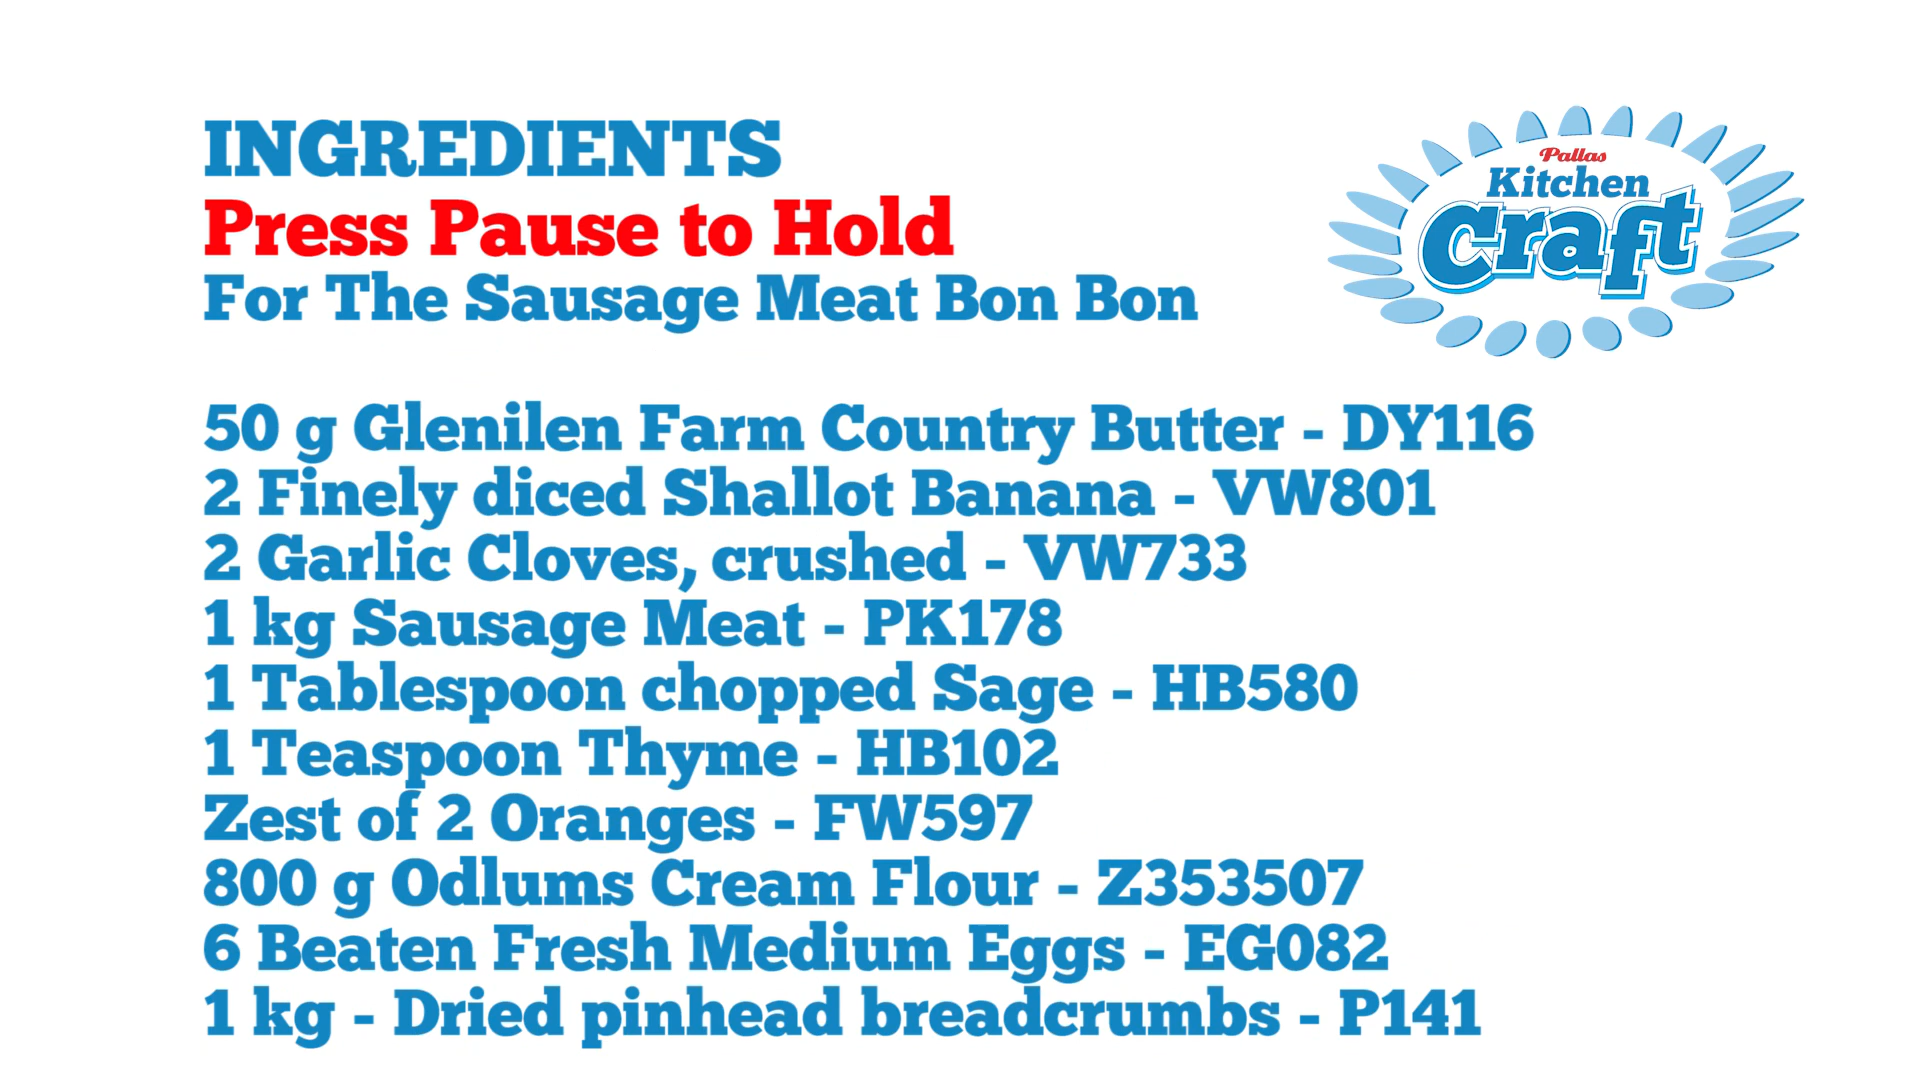 INGREDIENTS
Press Pause to Hold
For The Sausage Meat Bon Bon
Pallas
Kitchen
Craft
50 g Glenilen Farm Country Butter - DY116
2 Finely diced Shallot Banana - VW801
2 Garlic Cloves, crushed - VW733
1 kg Sausage Meat - PK178
1 Tablespoon chopped Sage - HB580
1 Teaspoon Thyme - HB102
Zest of 2 Oranges - FW597
800 g Odlums Cream Flour - Z353507
6 Beaten Fresh Medium Eggs - EG082
1 kg - Dried pinhead breadcrumbs - P141